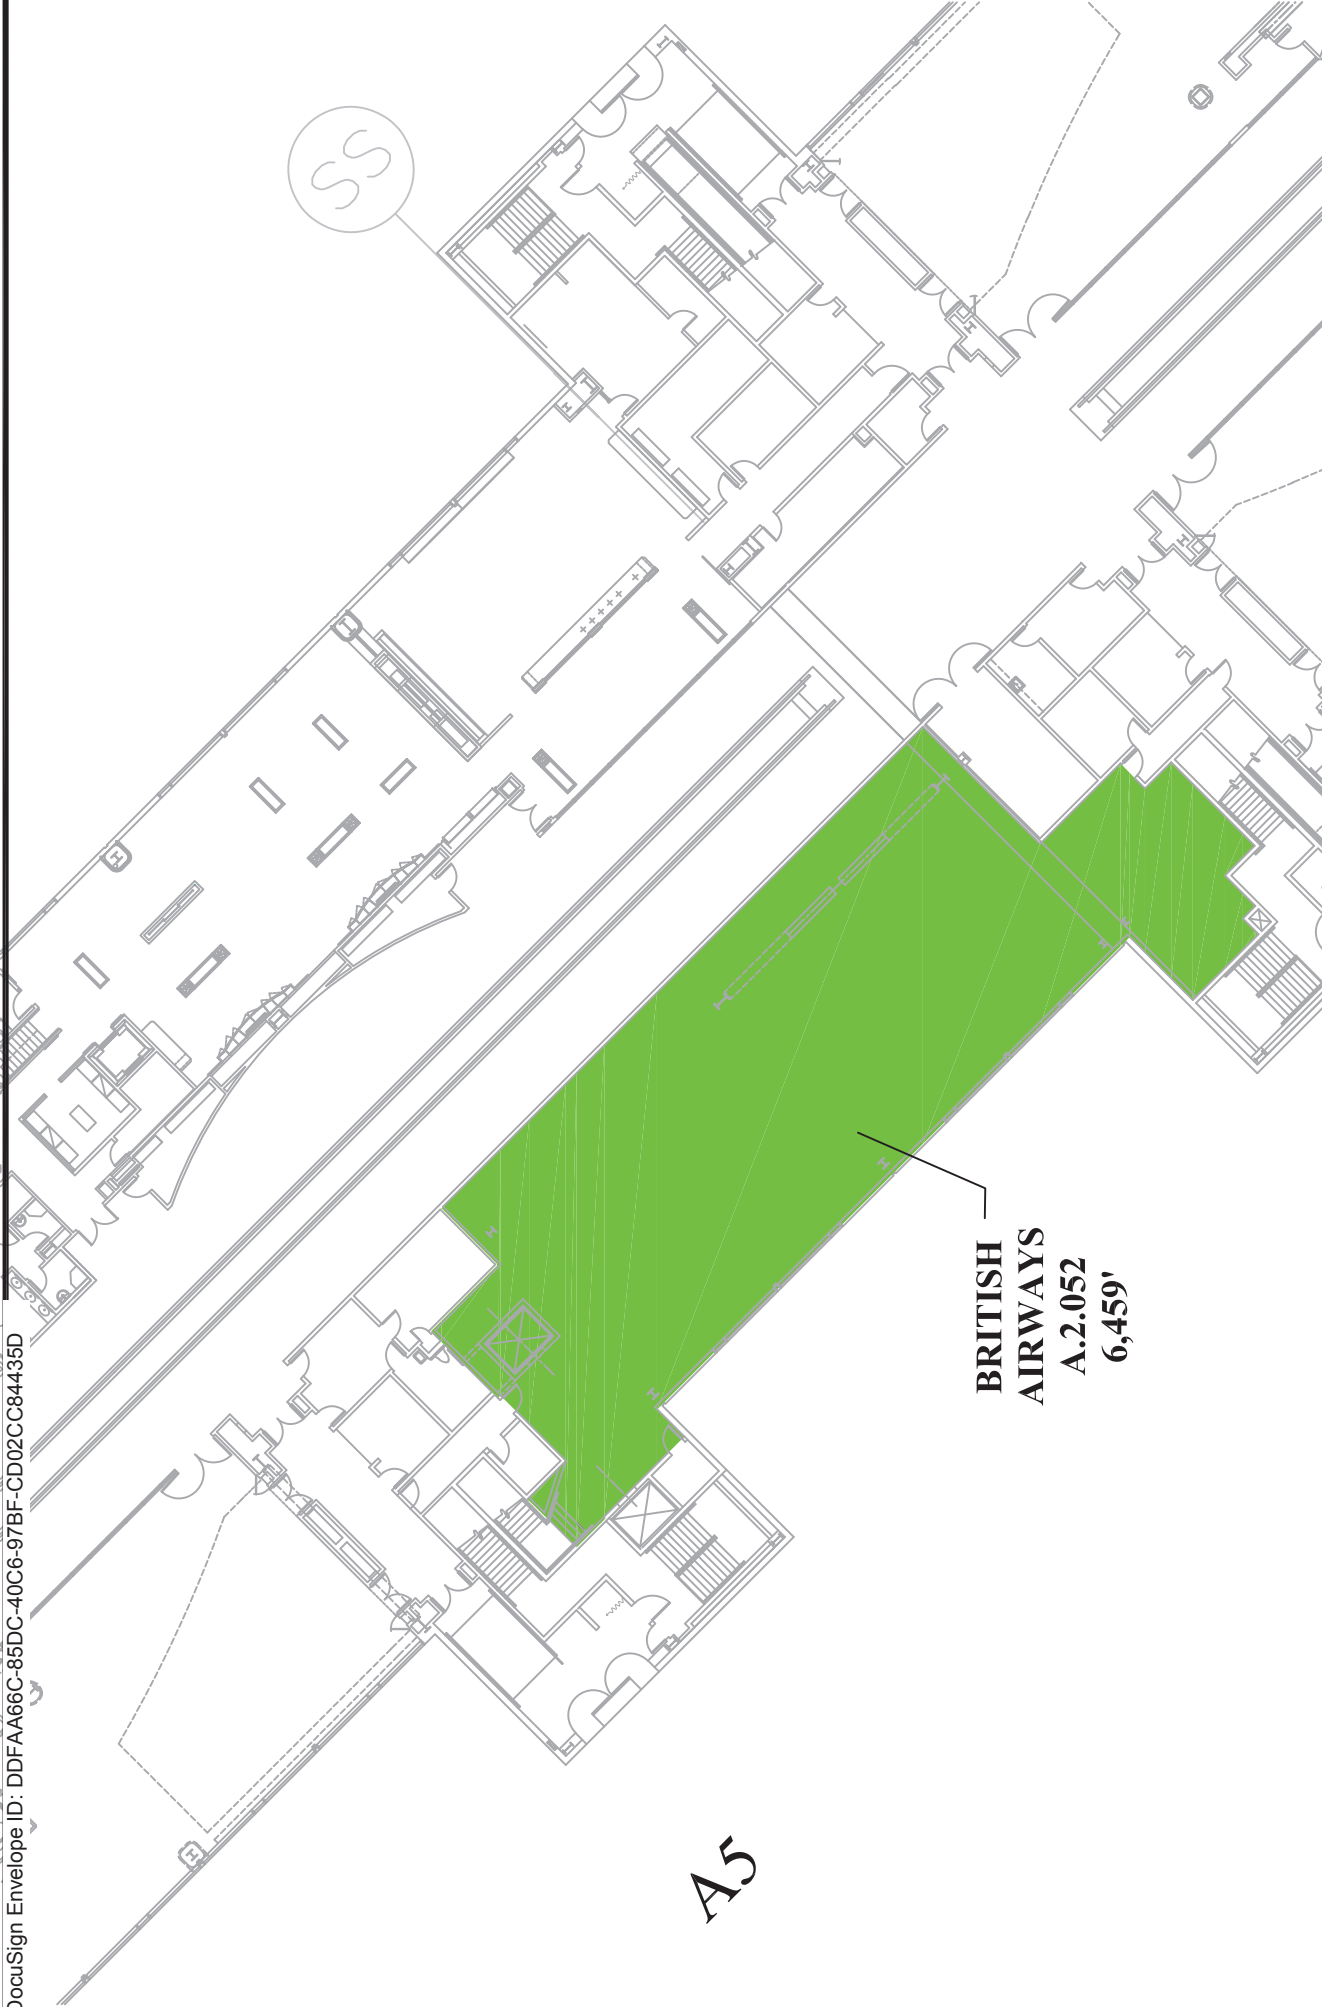 DocuSign Envelope ID: DDFAA66C-85DC-40C6-97BF-CD02CC84435D
SS
BRITISH
AIRWAYS
A.2.052
6,459'
A5